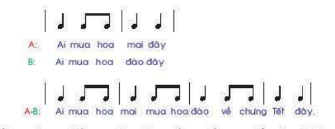 A: Ai mua hoa mai đây
B: Ai mua hoa đào đây
A-B: Ai mua hoa mai mua hoa đào về chưng Tết đây.